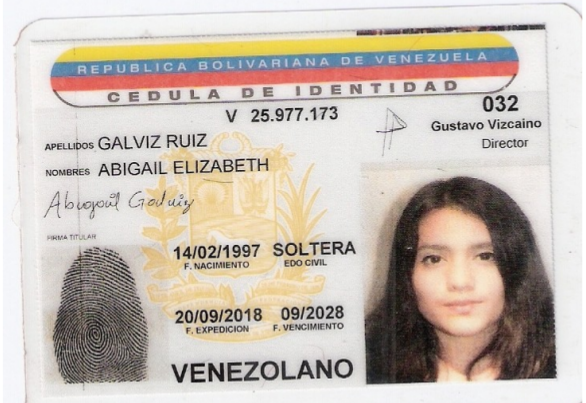 REPUBLICA BOLIVARIANA DE VENEZUELA
CEDULA DE IDENTIDAD
V 25.977.173
032
Gustavo Vizcaino
Director
APELLIDOS GALVIZ RUIZ
NOMBRES ABIGAIL ELIZABETH
Abigail Galviz
FIRMA TITULAR
14/02/1997 SOLTERA
F. NACIMIENTO EDO CIVIL
20/09/2018 09/2028
F. EXPEDICION F. VENCIMIENTO
VENEZOLANO